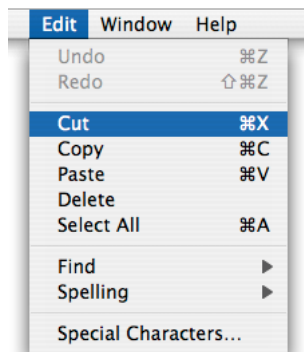 Edit Window Help
Undo ⌘Z
Redo ⇧⌘Z
Cut ⌘X
Copy ⌘C
Paste ⌘V
Delete
Select All ⌘A
Find ▶
Spelling ▶
Special Characters...